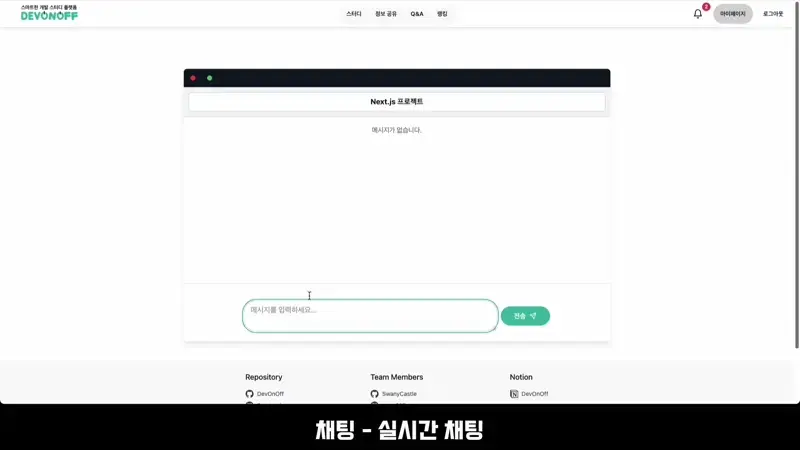 스마트한 개발 스터디 플랫폼
DEVONOFF
스터디 정보 공유 Q&A 랭킹
2
마이페이지 로그아웃
Next.js 프로젝트
메시지가 없습니다.
메시지를 입력하세요...
전송
Repository Team Members Notion
DevOnOff SwanyCastle DevOnOff
채팅 - 실시간 채팅